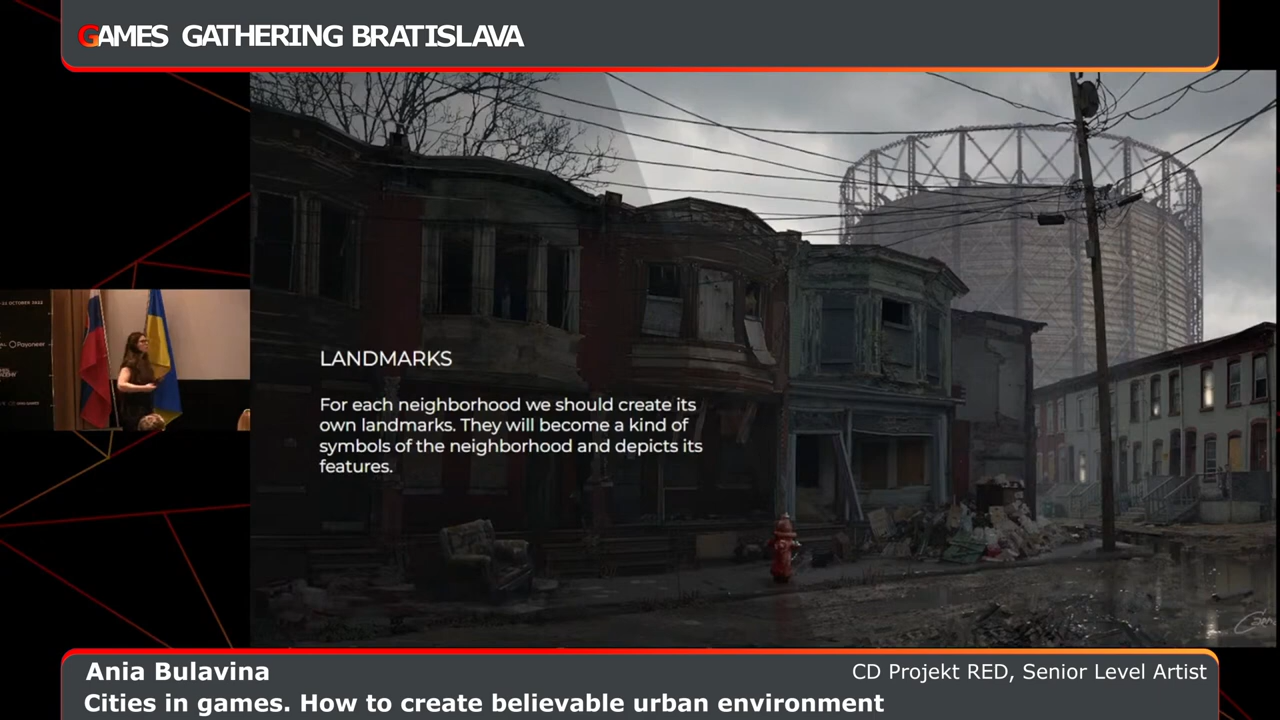 GAMES GATHERING BRATISLAVA
LANDMARKS
For each neighborhood we should create its
own landmarks. They will become a kind of
symbols of the neighborhood and depicts its
features.
Payoneer
Ania Bulavina
CD Projekt RED, Senior Level Artist
Cities in games. How to create believable urban environment